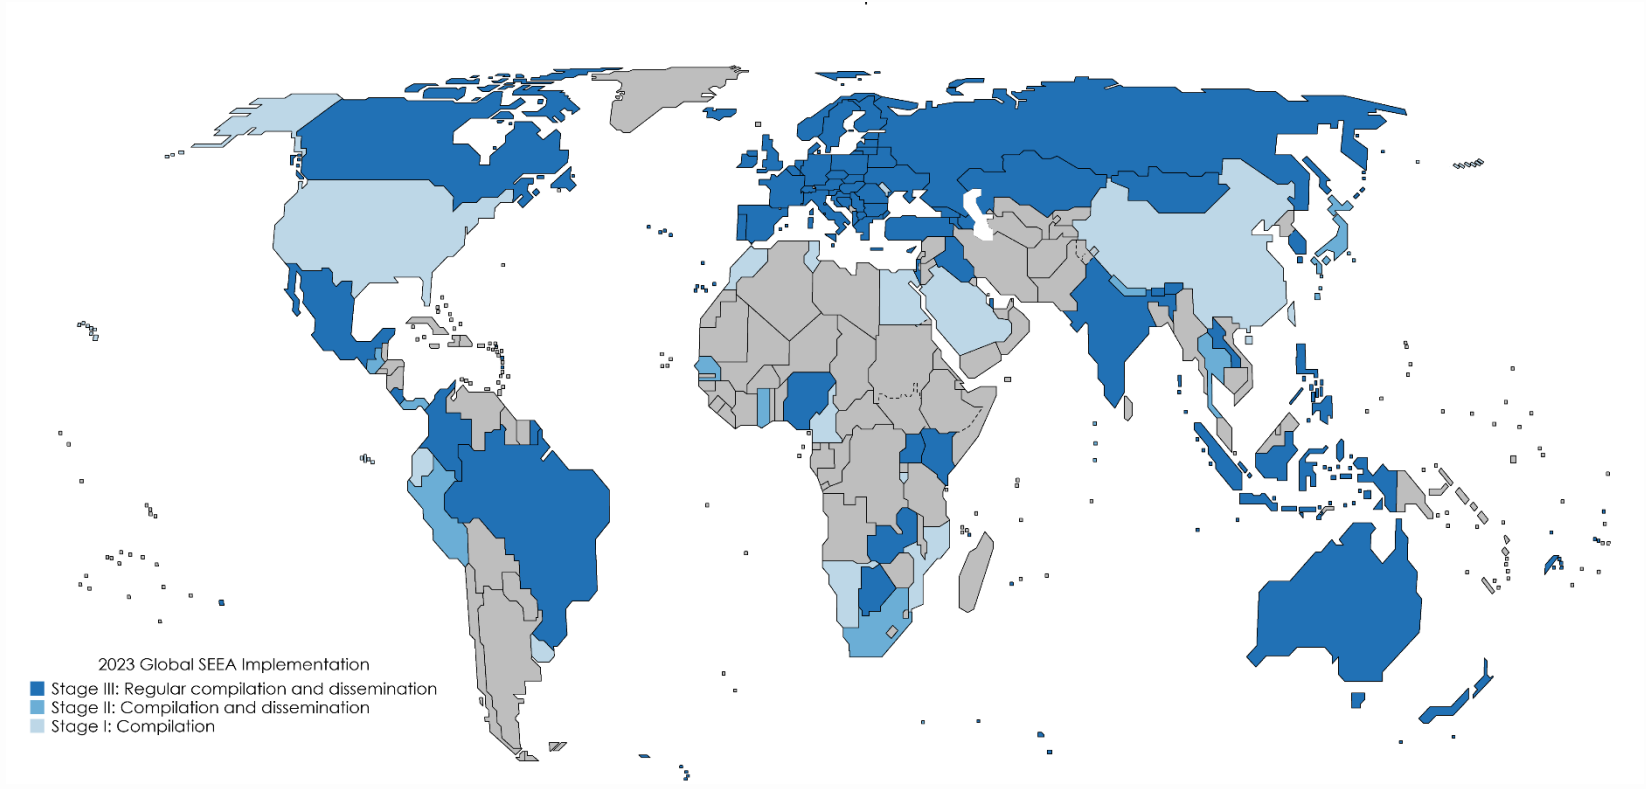 2023 Global SEEA Implementation
Stage III: Regular compilation and dissemination
Stage II: Compilation and dissemination
Stage I: Compilation